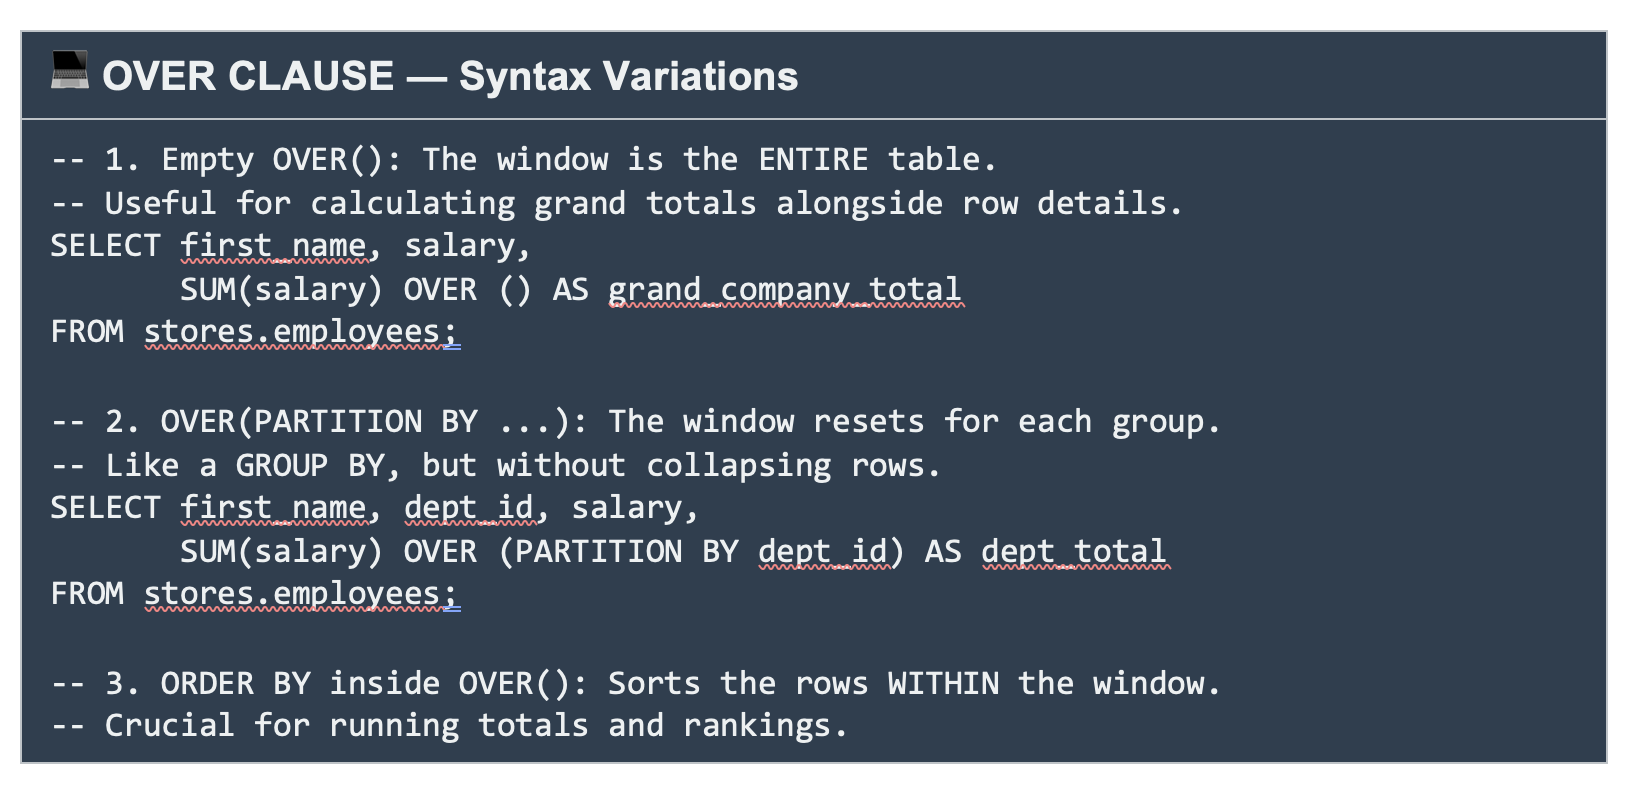 💻 OVER CLAUSE — Syntax Variations
-- 1. Empty OVER(): The window is the ENTIRE table.
-- Useful for calculating grand totals alongside row details.
SELECT first_name, salary,
       SUM(salary) OVER () AS grand_company_total
FROM stores.employees;

-- 2. OVER(PARTITION BY ...): The window resets for each group.
-- Like a GROUP BY, but without collapsing rows.
SELECT first_name, dept_id, salary,
       SUM(salary) OVER (PARTITION BY dept_id) AS dept_total
FROM stores.employees;

-- 3. ORDER BY inside OVER(): Sorts the rows WITHIN the window.
-- Crucial for running totals and rankings.